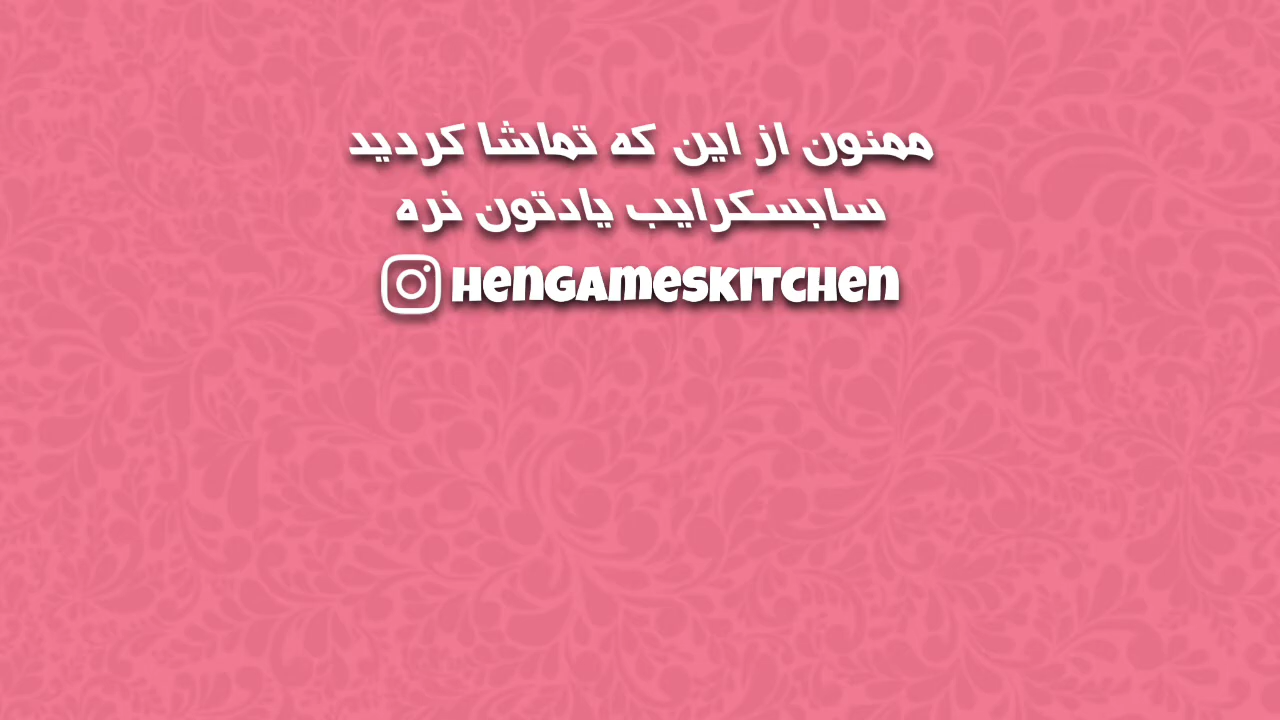 ممنون از این که تماشا کردید
سابسکرایب یادتون نره
HENGAMESKITCHEN